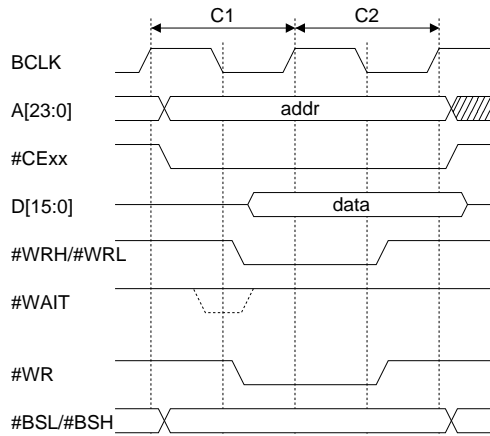 C1 C2
BCLK
A[23:0] addr
#CExx
D[15:0] data
#WRH/#WRL
#WAIT
#WR
#BSL/#BSH